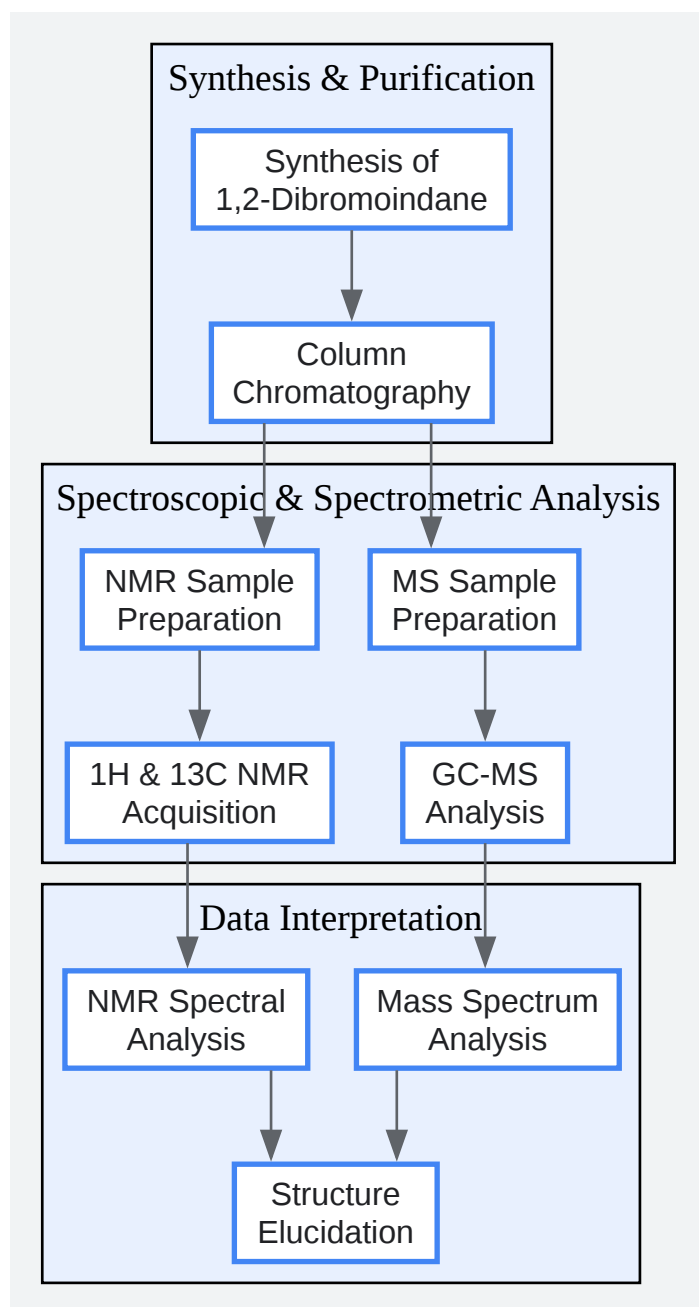 Synthesis & Purification
Synthesis of
1,2-Dibromoindane
Column
Chromatography
Spectroscopic & Spectrometric Analysis
NMR Sample
Preparation
MS Sample
Preparation
1H & 13C NMR
Acquisition
GC-MS
Analysis
Data Interpretation
NMR Spectral
Analysis
Mass Spectrum
Analysis
Structure
Elucidation